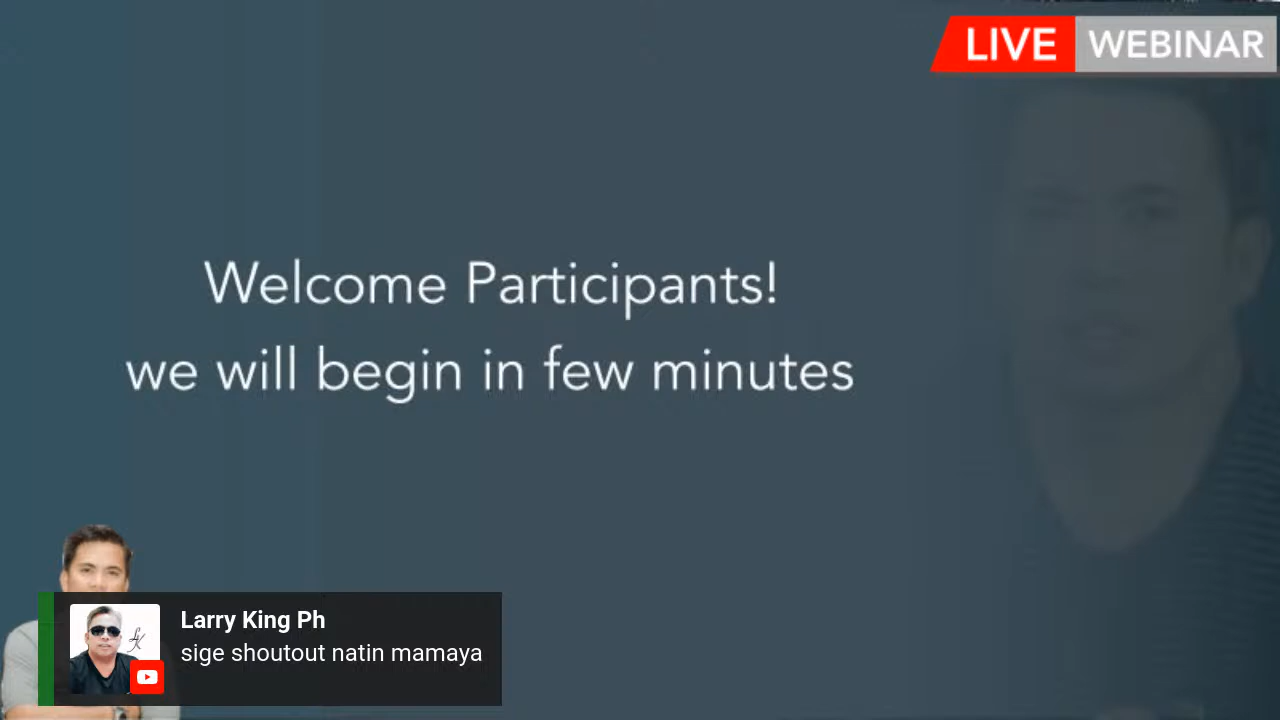 LIVE WEBINAR
Welcome Participants!
we will begin in few minutes
Larry King Ph
sige shoutout natin mamaya